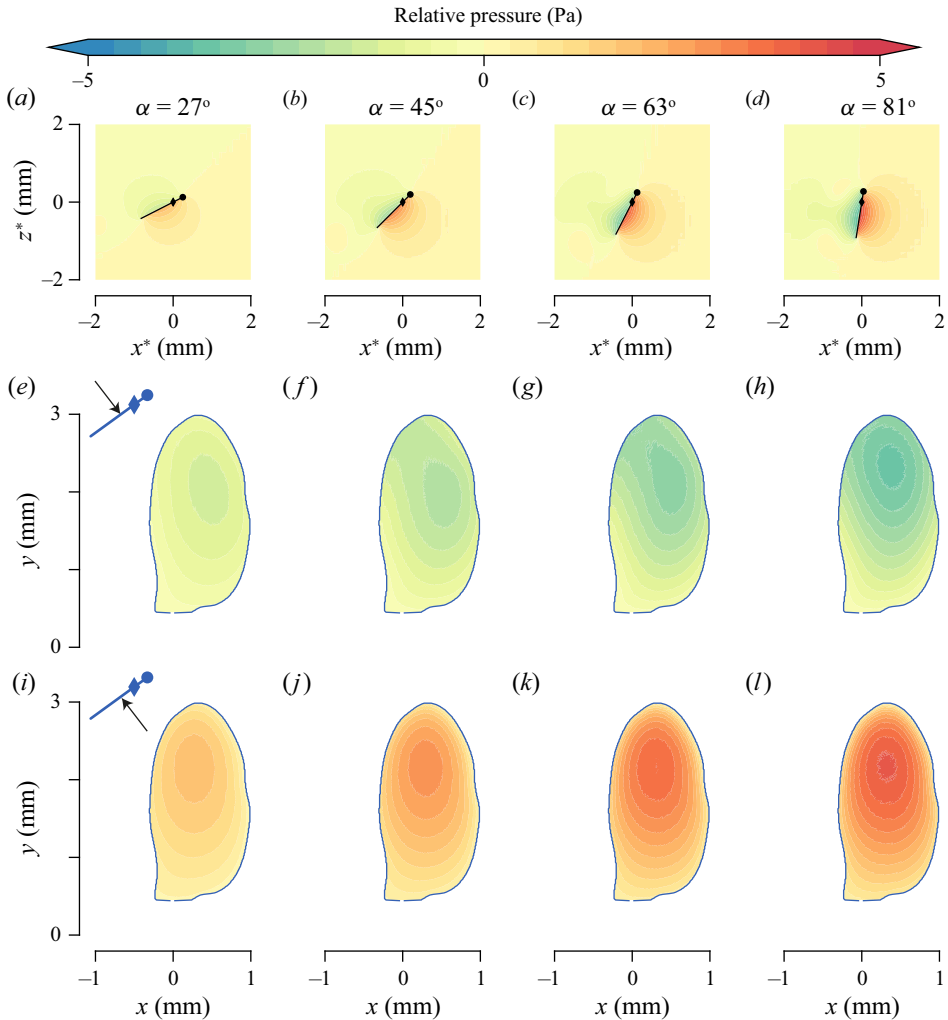 Relative pressure (Pa)
–5 0 5
(a) (b) (c) (d)
α = 27° α = 45° α = 63° α = 81°
2
z* (mm) 0
–2
–2 0 2 –2 0 2 –2 0 2 –2 0 2
x* (mm) x* (mm) x* (mm) x* (mm)
(e) (f) (g) (h)
3
y (mm)
0
(i) (j) (k) (l)
3
y (mm)
0
–1 0 1 –1 0 1 –1 0 1 –1 0 1
x (mm) x (mm) x (mm) x (mm)